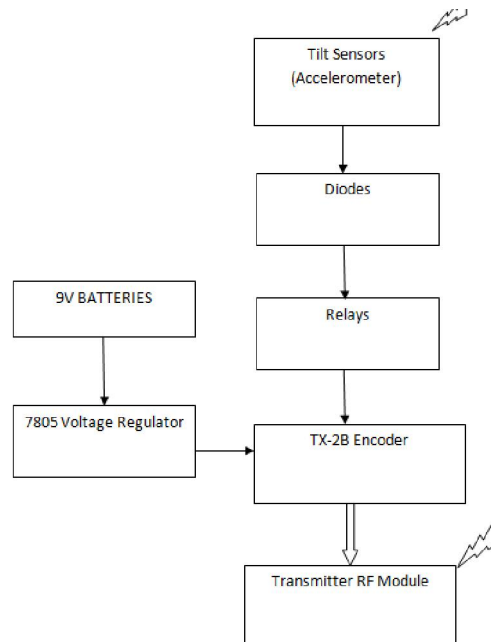 Tilt Sensors
(Accelerometer)
Diodes
9V BATTERIES
Relays
7805 Voltage Regulator
TX-2B Encoder
Transmitter RF Module